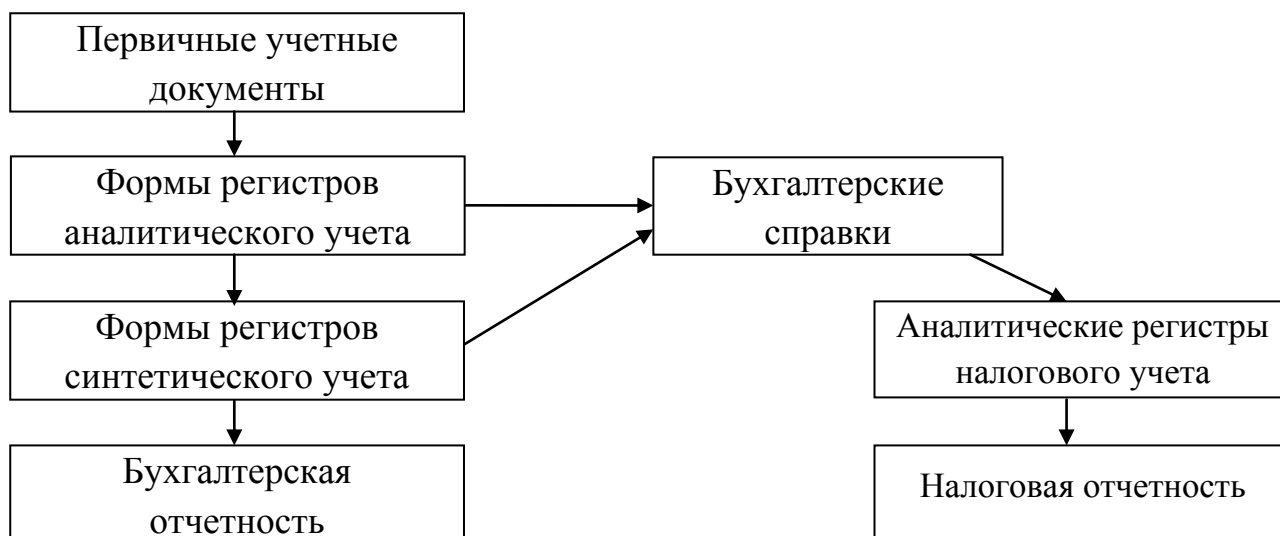 Первичные учетные
документы
Формы регистров
аналитического учета
Бухгалтерские
справки
Формы регистров
синтетического учета
Аналитические регистры
налогового учета
Бухгалтерская
отчетность
Налоговая отчетность